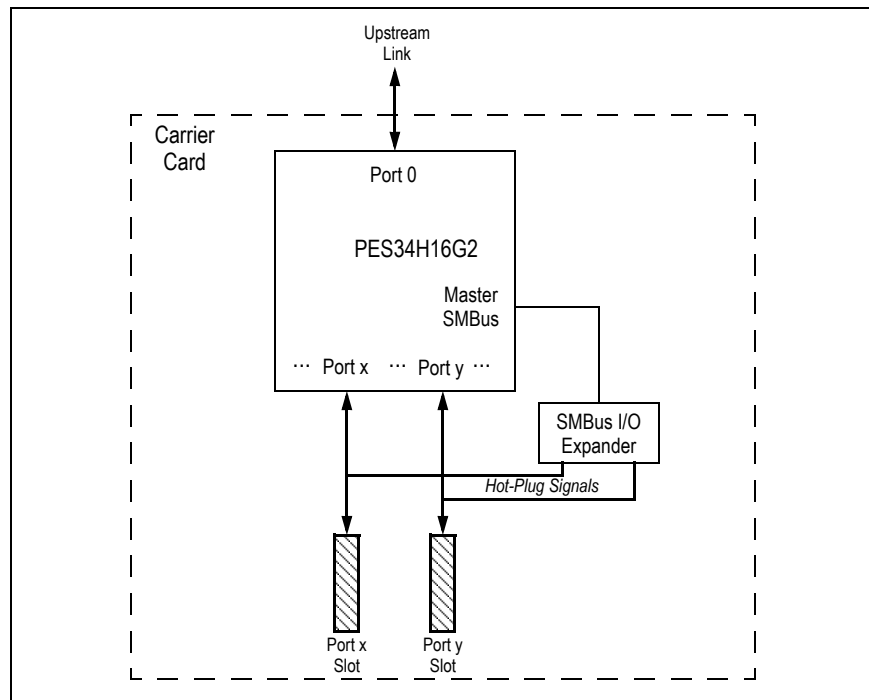 Upstream
Link
Carrier
Card
Port 0
PES34H16G2
Master
SMBus
... Port x ... Port y ...
SMBus I/O
Expander
Hot-Plug Signals
Port x
Slot
Port y
Slot